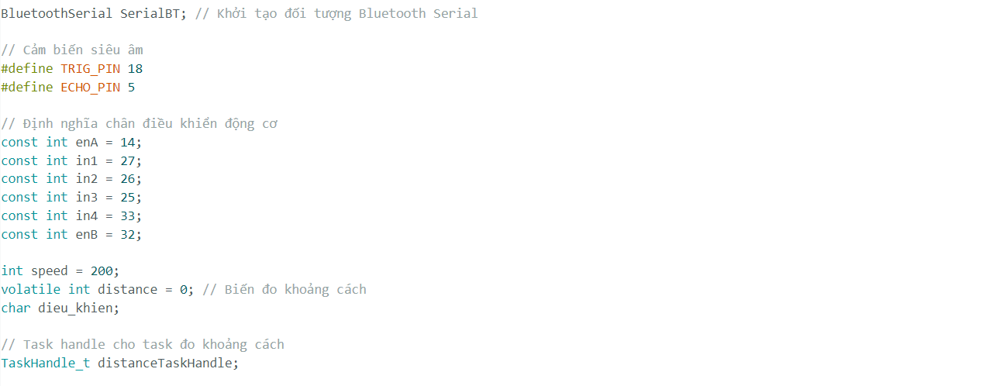 BluetoothSerial SerialBT; // Khởi tạo đối tượng Bluetooth Serial
// Cảm biến siêu âm
#define TRIG_PIN 18
#define ECHO_PIN 5
// Định nghĩa chân điều khiển động cơ
const int enA = 14;
const int in1 = 27;
const int in2 = 26;
const int in3 = 25;
const int in4 = 33;
const int enB = 32;
int speed = 200;
volatile int distance = 0; // Biến đo khoảng cách
char dieu_khien;
// Task handle cho task đo khoảng cách
TaskHandle_t distanceTaskHandle;